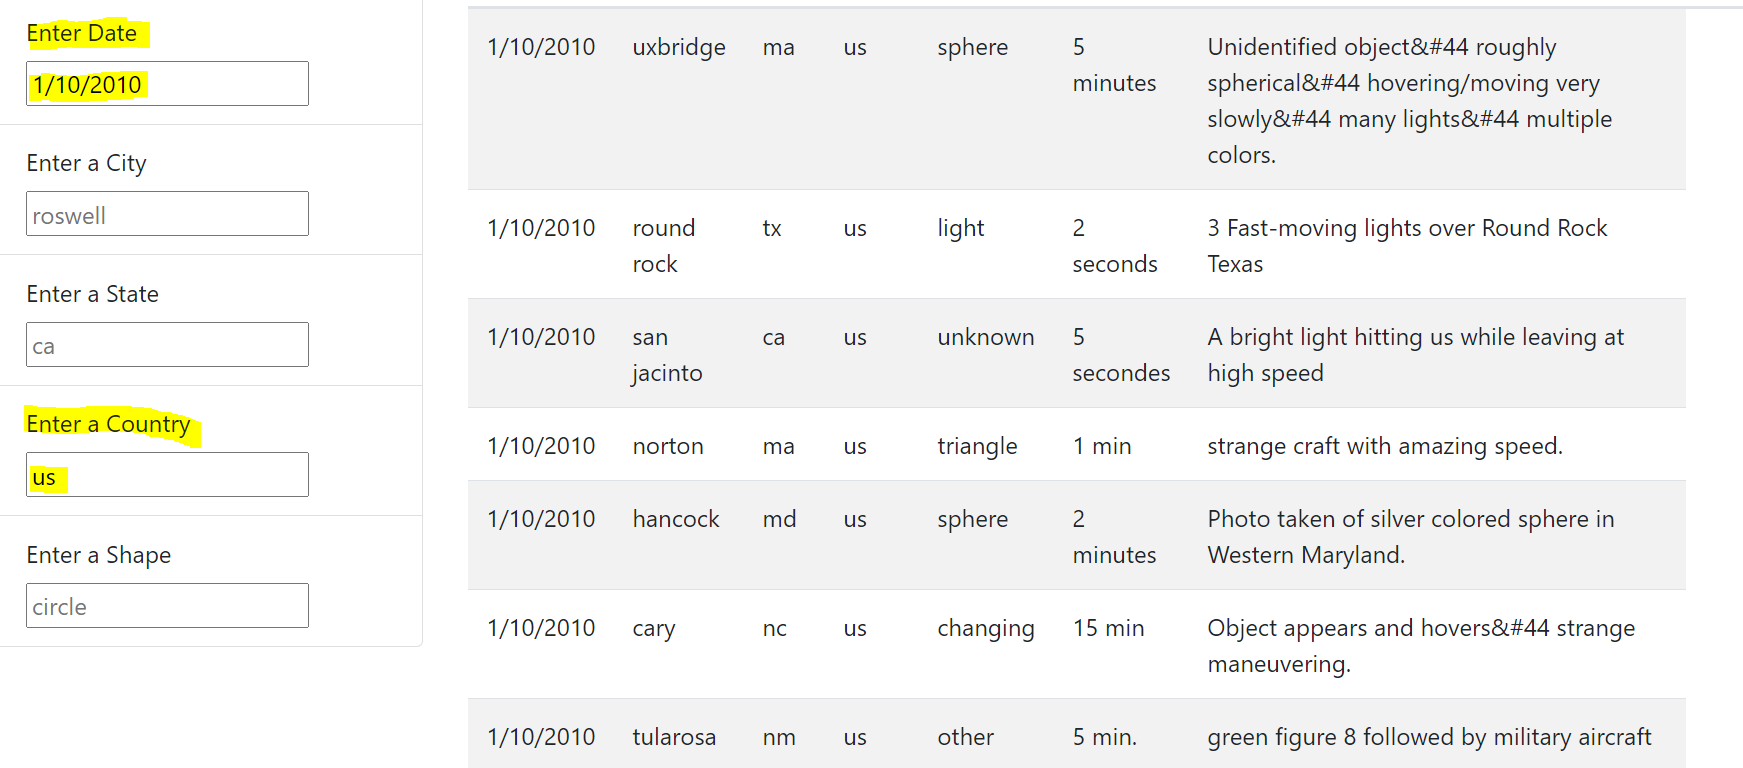 Enter Date
1/10/2010
Enter a City
roswell
Enter a State
ca
Enter a Country
us
Enter a Shape
circle
1/10/2010 uxbridge ma us sphere 5 Unidentified object&#44 roughly
minutes spherical&#44 hovering/moving very
slowly&#44 many lights&#44 multiple
colors.
1/10/2010 round tx us light 2 3 Fast-moving lights over Round Rock
rock seconds Texas
1/10/2010 san ca us unknown 5 A bright light hitting us while leaving at
jacinto secondes high speed
1/10/2010 norton ma us triangle 1 min strange craft with amazing speed.
1/10/2010 hancock md us sphere 2 Photo taken of silver colored sphere in
minutes Western Maryland.
1/10/2010 cary nc us changing 15 min Object appears and hovers&#44 strange
maneuvering.
1/10/2010 tularosa nm us other 5 min. green figure 8 followed by military aircraft